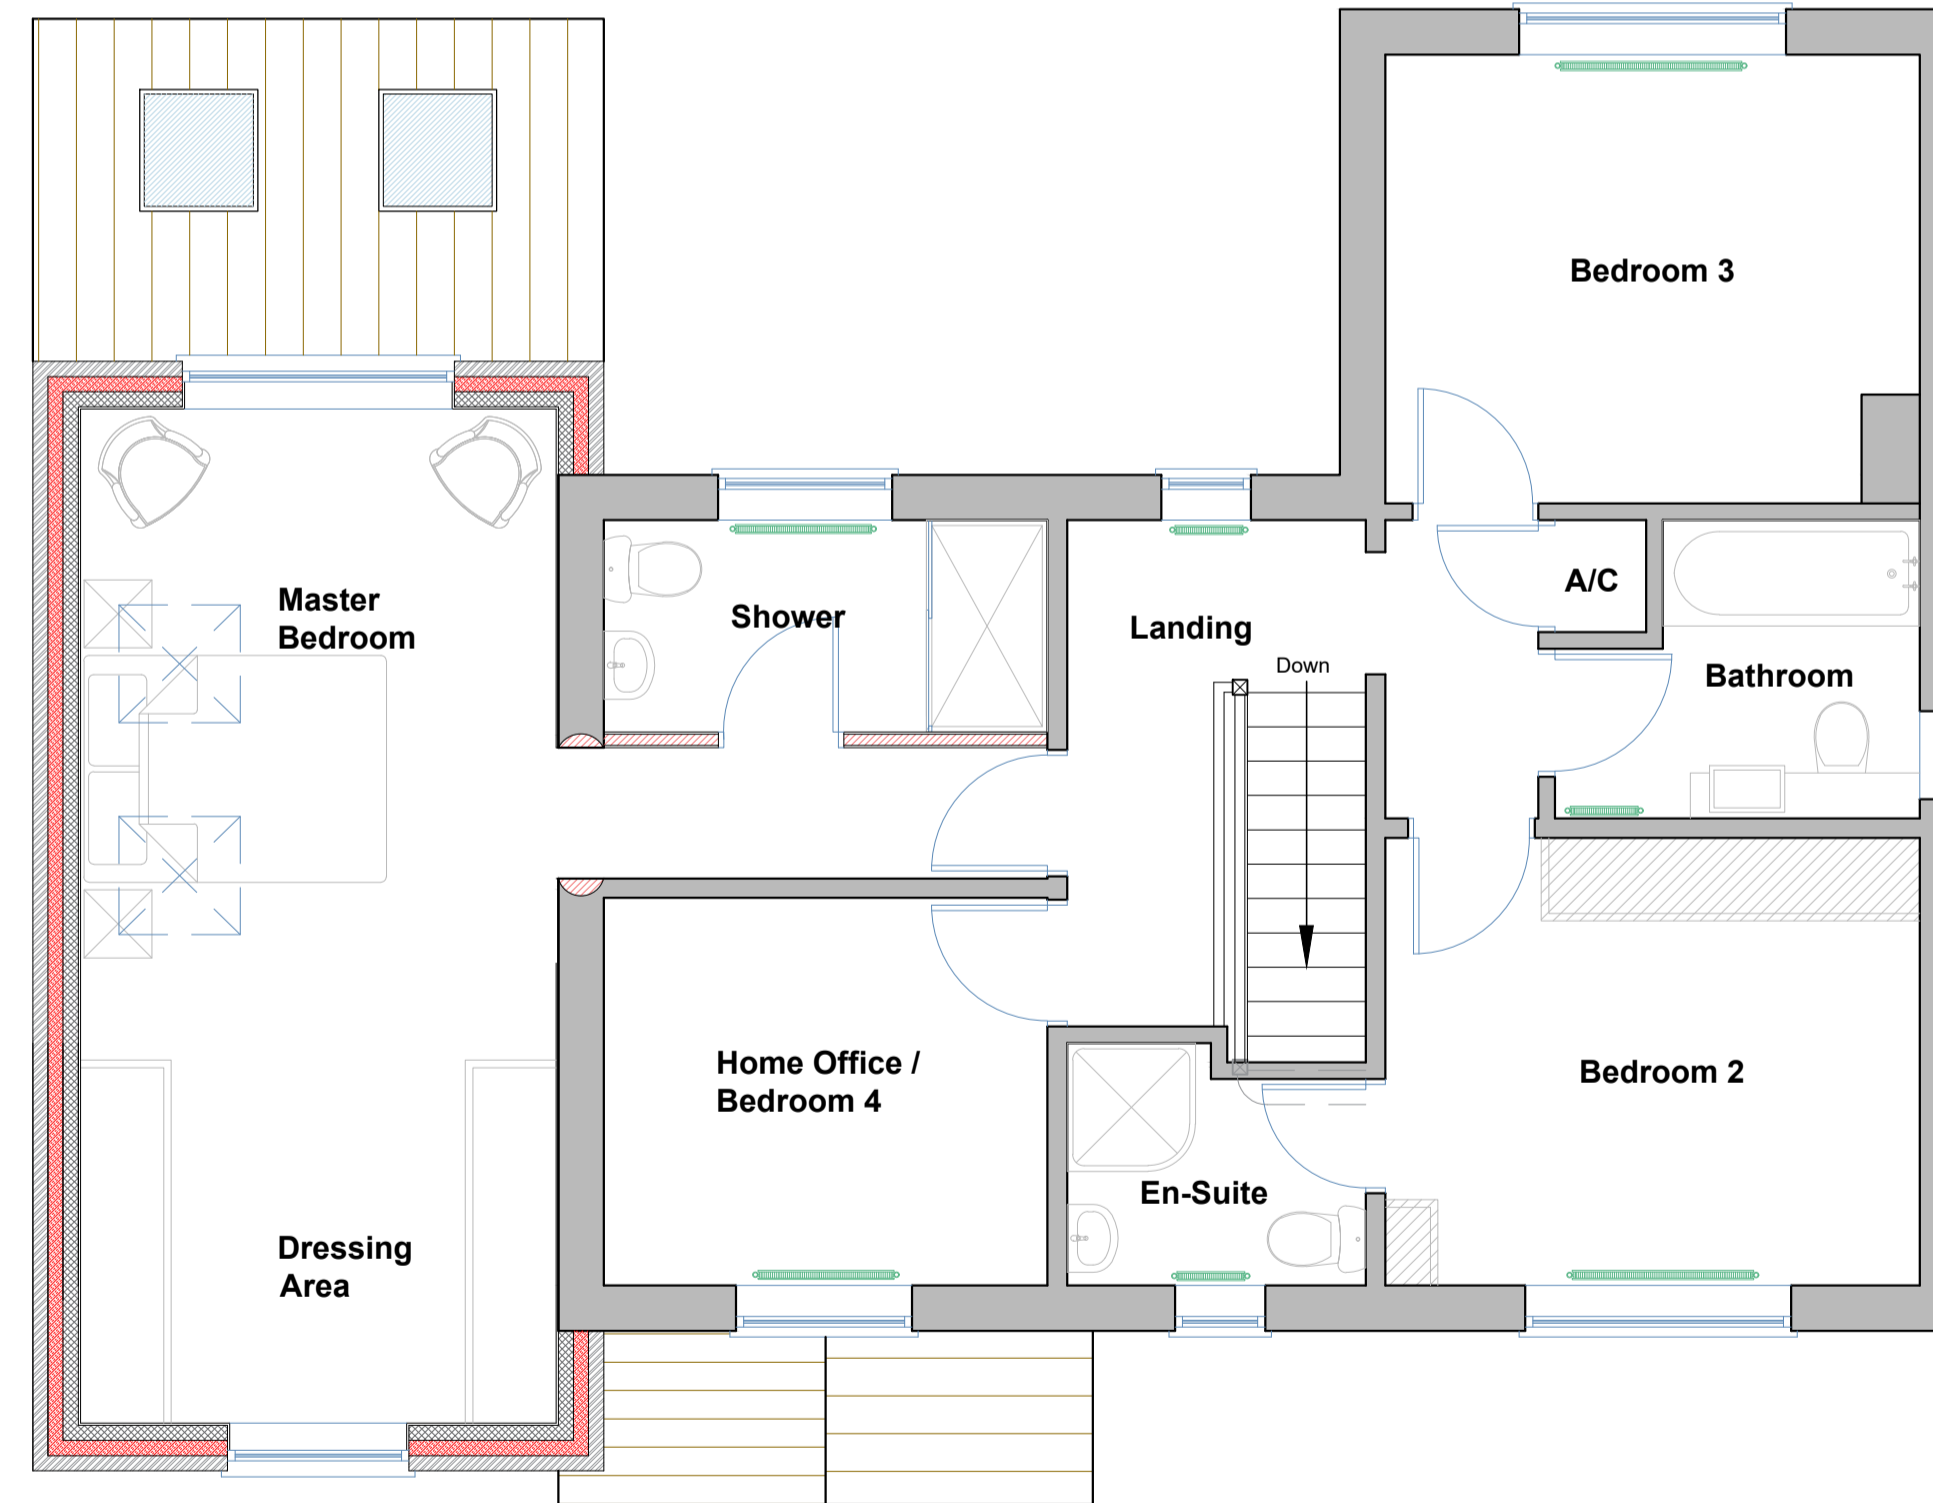 Bedroom 3
Master
Bedroom
Shower
Landing
A/C
Down
Bathroom
Home Office /
Bedroom 4
Bedroom 2
En-Suite
Dressing
Area